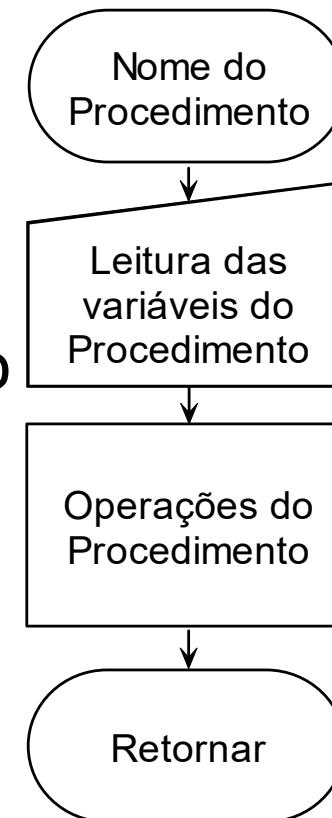 Nome do
Procedimento
Leitura das
variáveis do
Procedimento
o
Operações do
Procedimento
Retornar